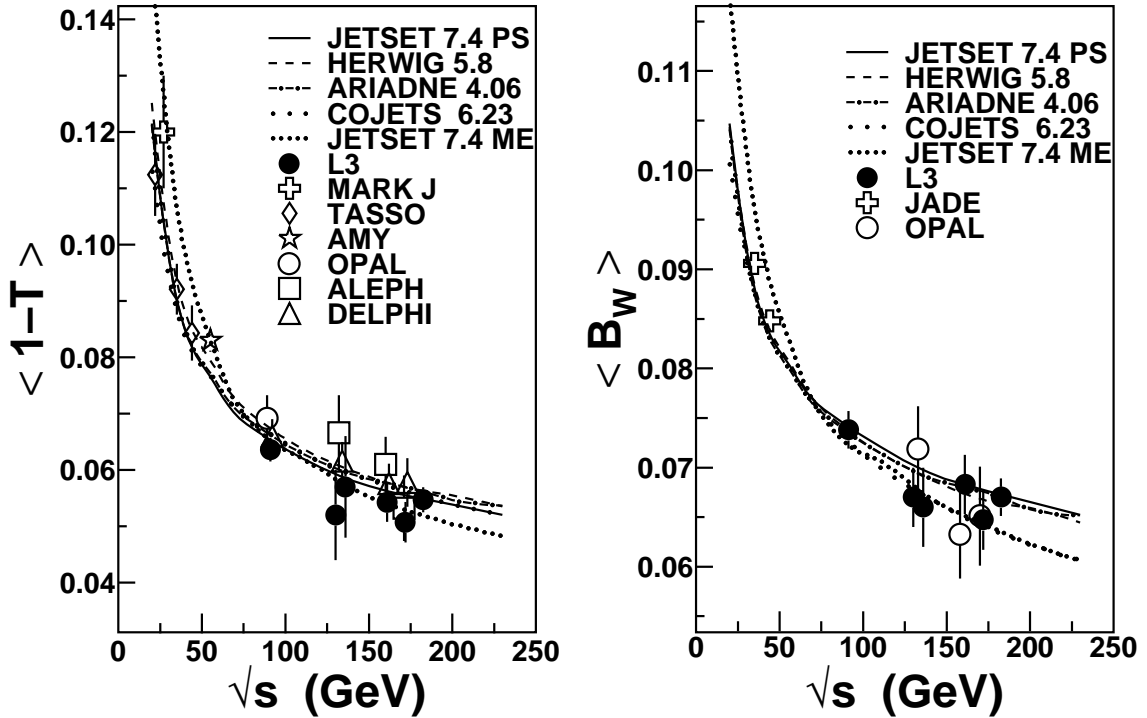 0.14
0.12
0.10
0.08
0.06
0.04
< 1−T >
JETSET 7.4 PS
HERWIG 5.8
ARIADNE 4.06
COJETS 6.23
JETSET 7.4 ME
L3
MARK J
TASSO
AMY
OPAL
ALEPH
DELPHI
0 50 100 150 200 250
√s (GeV)
0.11
0.10
0.09
0.08
0.07
0.06
< B_W >
JETSET 7.4 PS
HERWIG 5.8
ARIADNE 4.06
COJETS 6.23
JETSET 7.4 ME
L3
JADE
OPAL
0 50 100 150 200 250
√s (GeV)